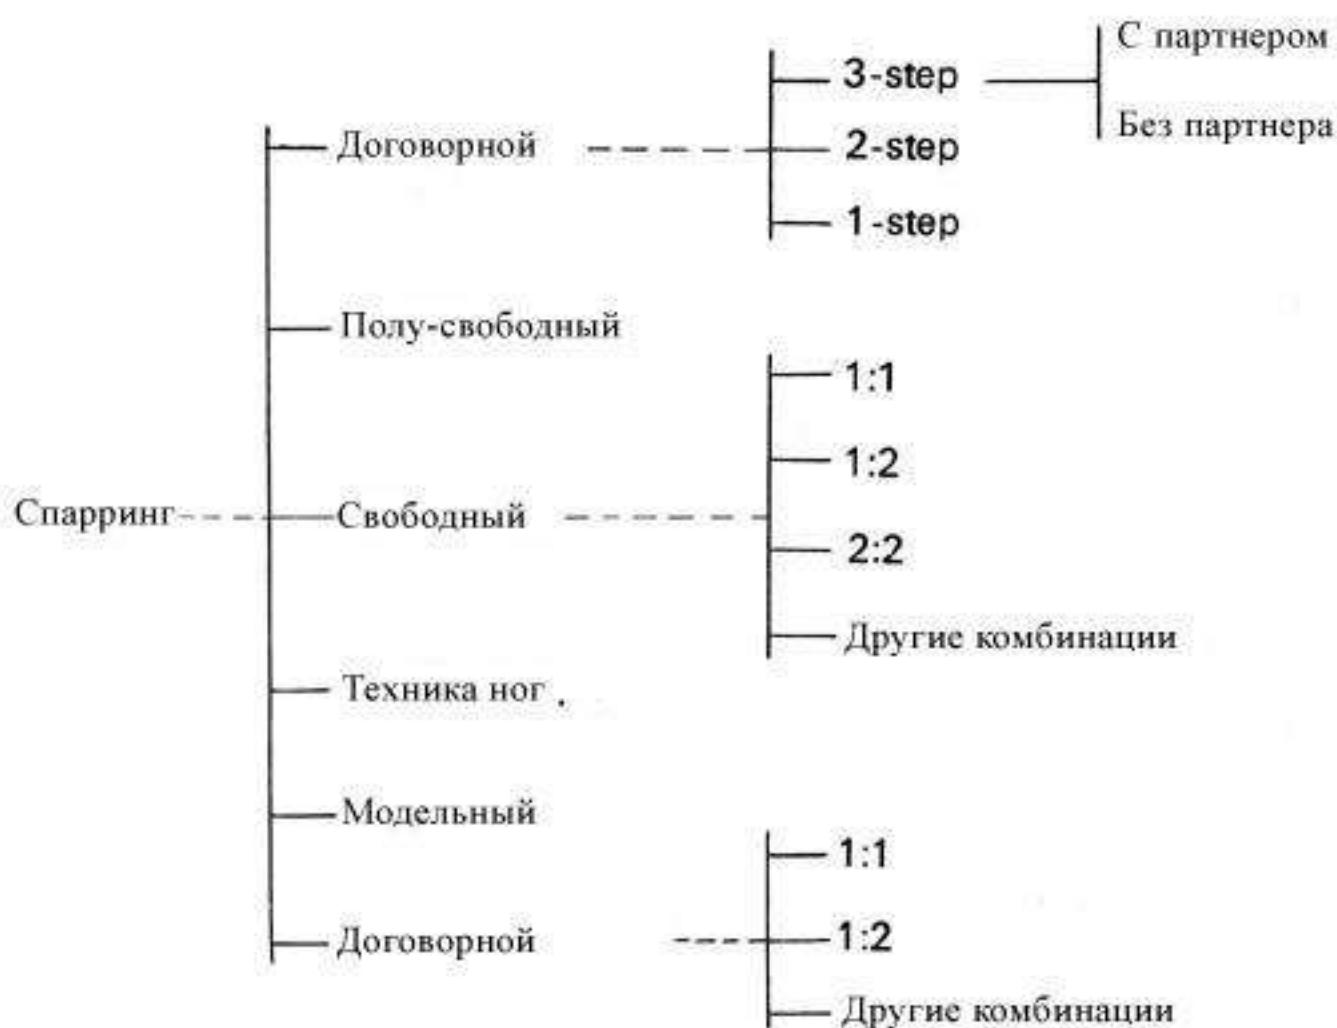 С партнером
3-step
Без партнера
Договорной
2-step
1-step
Полу-свободный
1:1
1:2
Спарринг
Свободный
2:2
Другие комбинации
Техника ног .
Модельный
1:1
Договорной
1:2
Другие комбинации